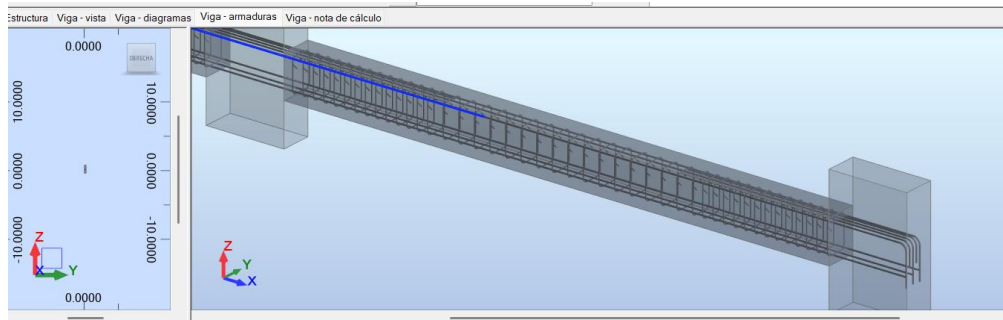 Estructura Viga - vista Viga - diagramas Viga - armaduras Viga - nota de cálculo
0.0000
DERECHA
10.0000
10.0000
0.0000
0.0000
-10.0000
-10.0000
Z
X
Y
0.0000
Z
Y
X